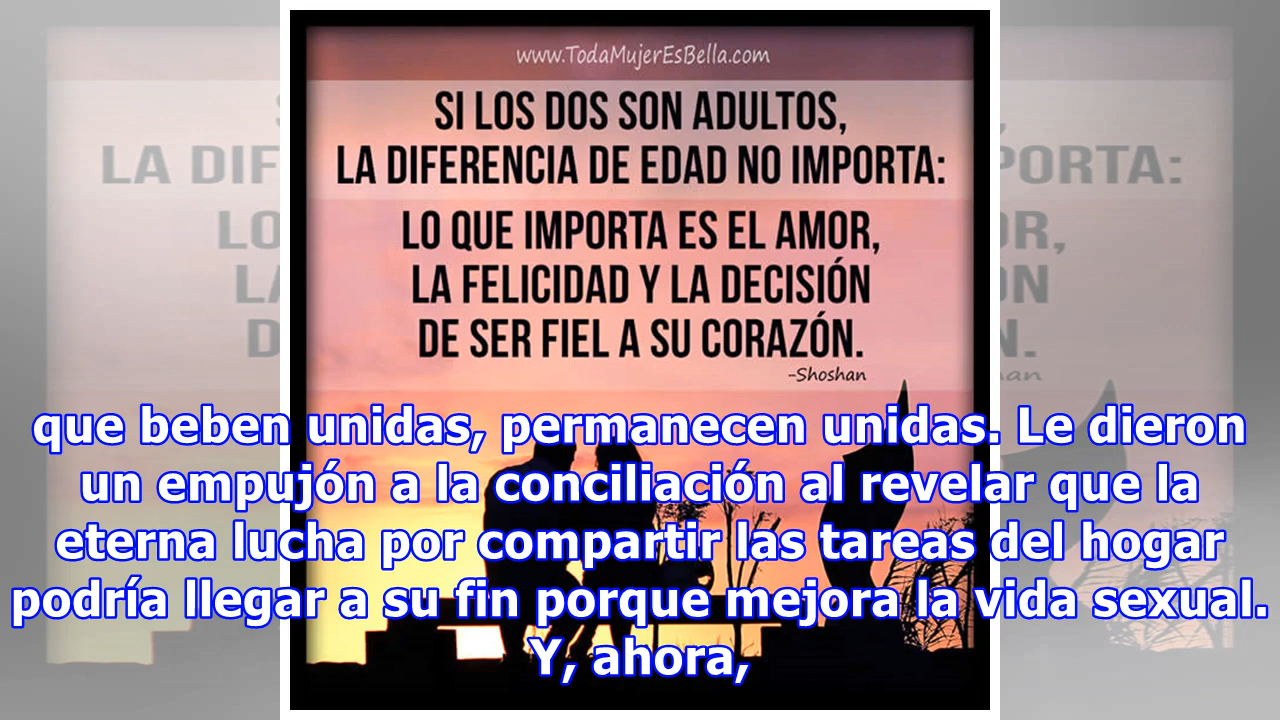 www.TodaMujerEsBella.com
SI LOS DOS SON ADULTOS,
LA DIFERENCIA DE EDAD NO IMPORTA:
LO QUE IMPORTA ES EL AMOR,
LA FELICIDAD Y LA DECISIÓN
DE SER FIEL A SU CORAZÓN.
-Shoshan
que beben unidas, permanecen unidas. Le dieron
un empujón a la conciliación al revelar que la
eterna lucha por compartir las tareas del hogar
podría llegar a su fin porque mejora la vida sexual.
Y, ahora,